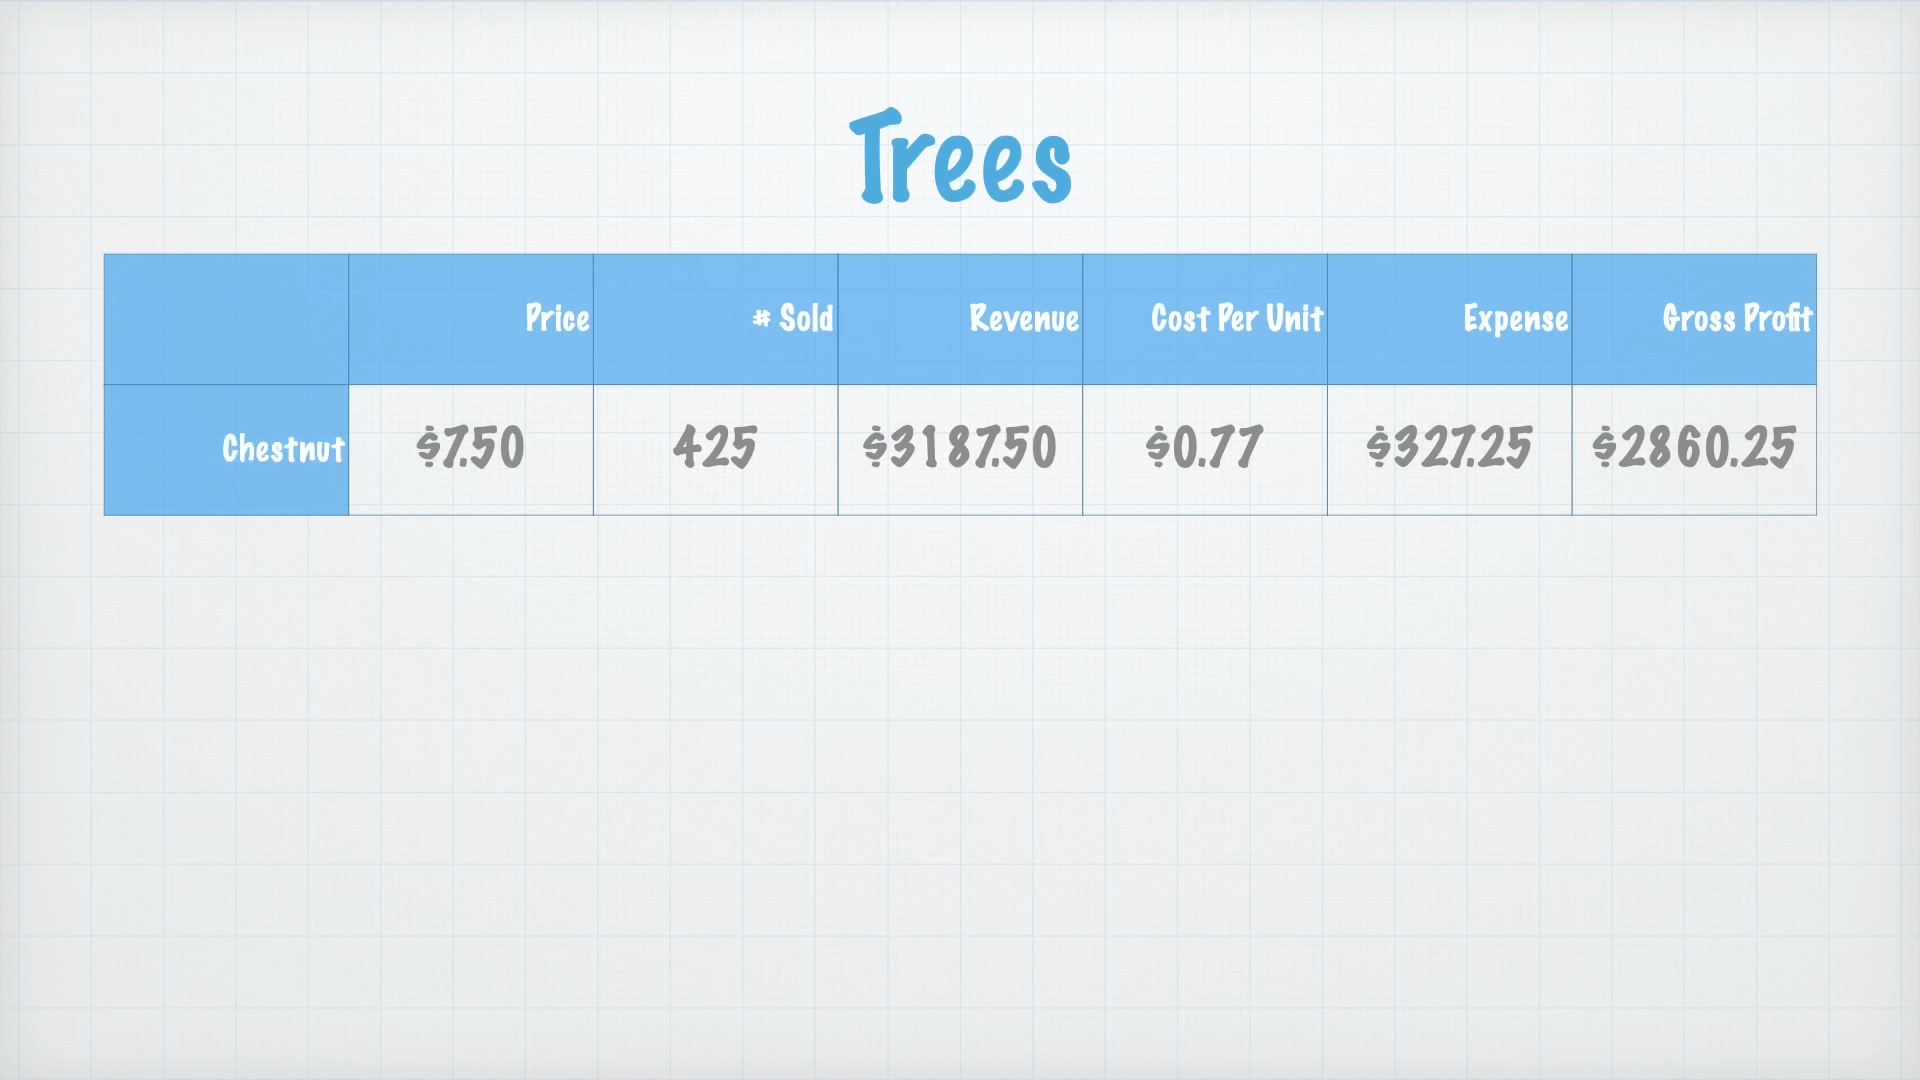 Trees
Price # Sold Revenue Cost Per Unit Expense Gross Profit
Chestnut $7.50 425 $3187.50 $0.77 $327.25 $2860.25